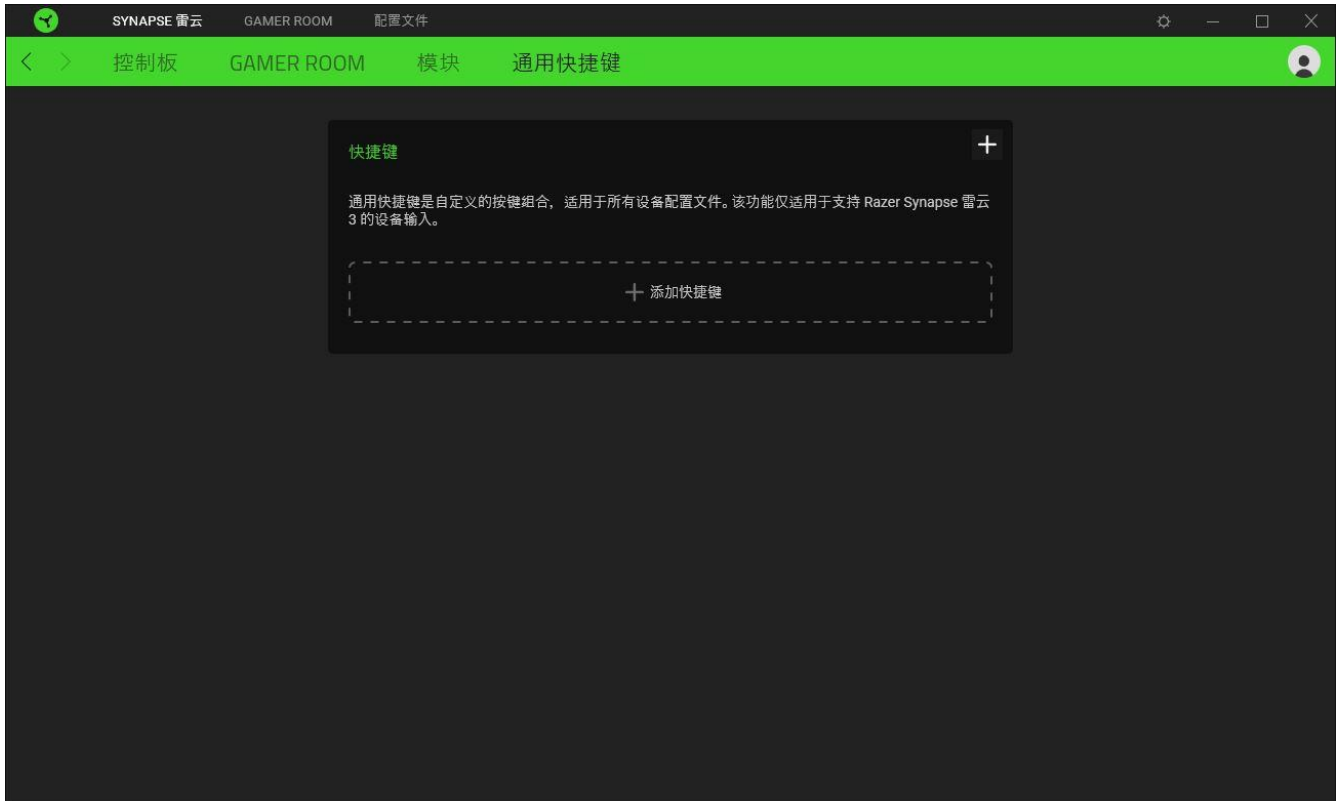 SYNAPSE 雷云 GAMER ROOM 配置文件
控制板 GAMER ROOM 模块 通用快捷键
快捷键
通用快捷键是自定义的按键组合，适用于所有设备配置文件。该功能仅适用于支持 Razer Synapse 雷云
3 的设备输入。
添加快捷键